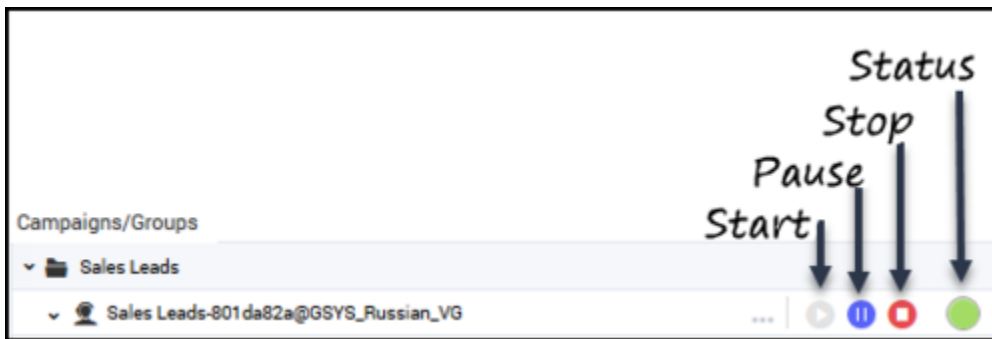 Status
Stop
Pause
Start
Campaigns/Groups
Sales Leads
Sales Leads-801da82a@GSYS_Russian_VG
...